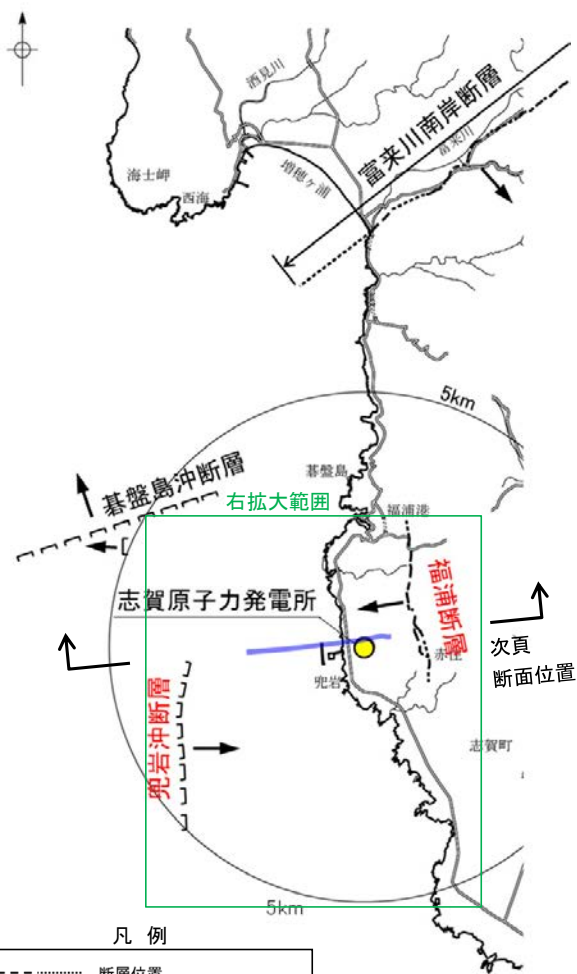 酒見川
富来川南岸断層
富来川
海士岬
増穂ヶ浦
西海
5km
碁盤島
碁盤島沖断層
右拡大範囲
福浦港
福浦断層
志賀原子力発電所
赤住
次頁
断面位置
兜岩
兜岩沖断層
志賀町
5km
凡 例
断層位置